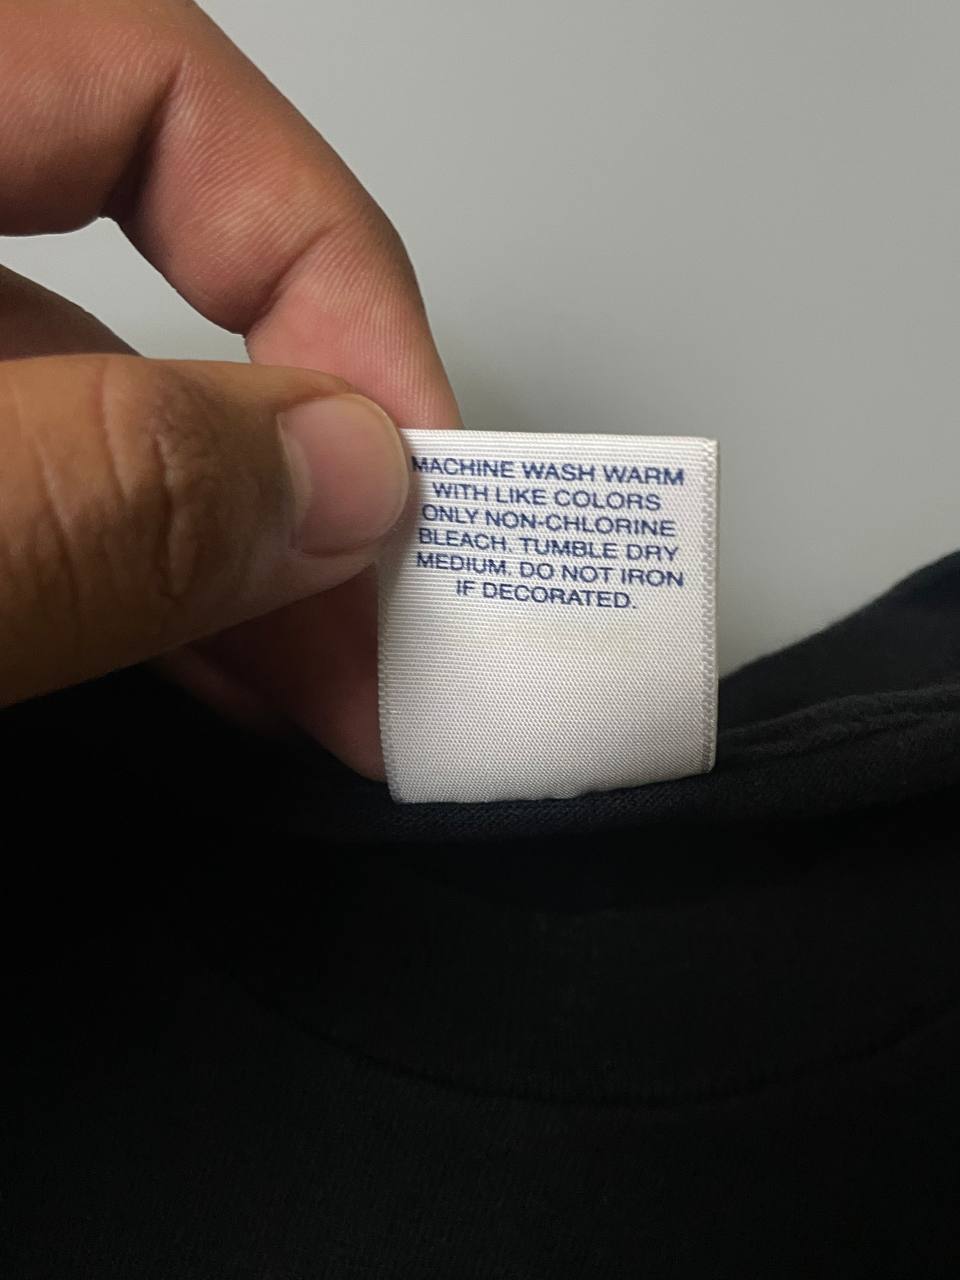 MACHINE WASH WARM
WITH LIKE COLORS
ONLY NON-CHLORINE
BLEACH. TUMBLE DRY
MEDIUM. DO NOT IRON
IF DECORATED.